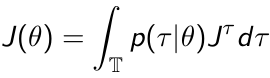 J(θ) = ∫_𝕋 p(τ|θ)J^τ dτ